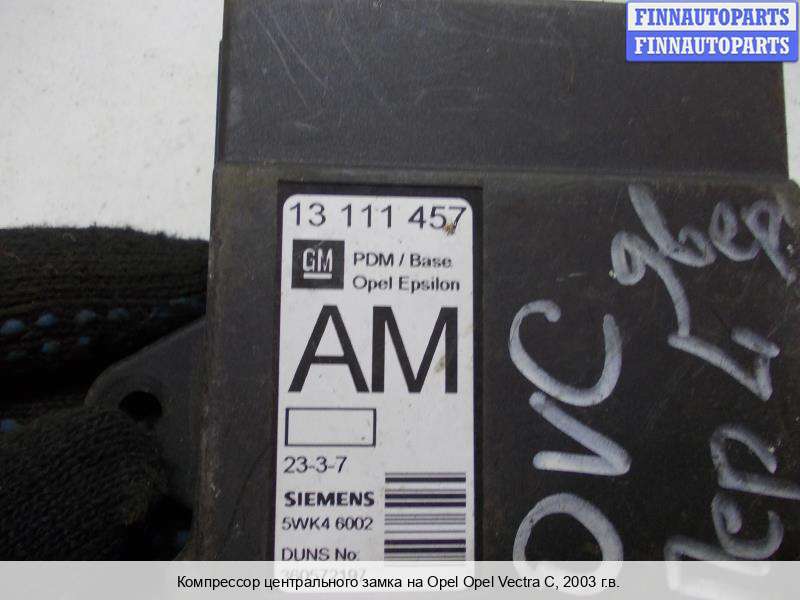 FINNAUTOPARTS
FINNAUTOPARTS
13 111 457
GM
PDM / Base
Opel Epsilon
AM
23-3-7
SIEMENS
5WK4 6002
DUNS No:
OVC
Компрессор центрального замка на Opel Opel Vectra C, 2003 г.в.